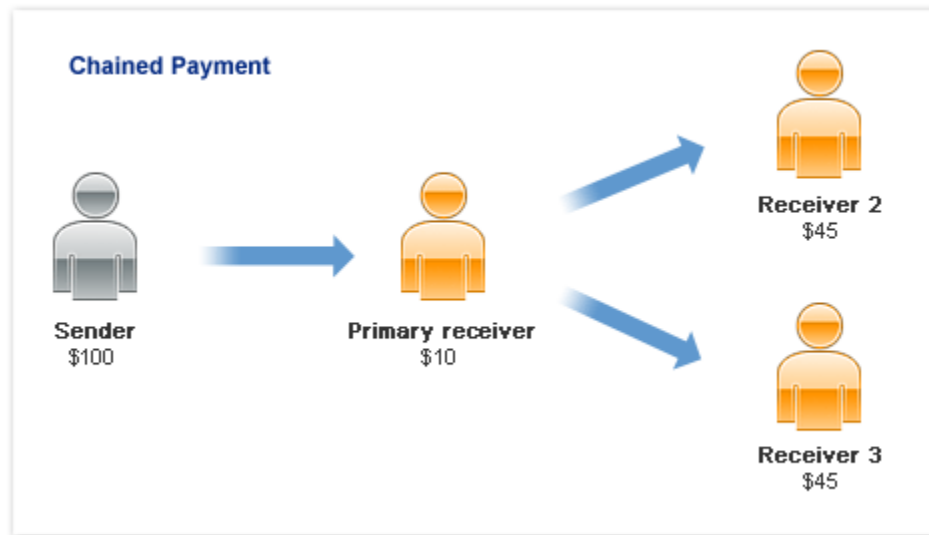 Chained Payment
Sender
$100
Primary receiver
$10
Receiver 2
$45
Receiver 3
$45